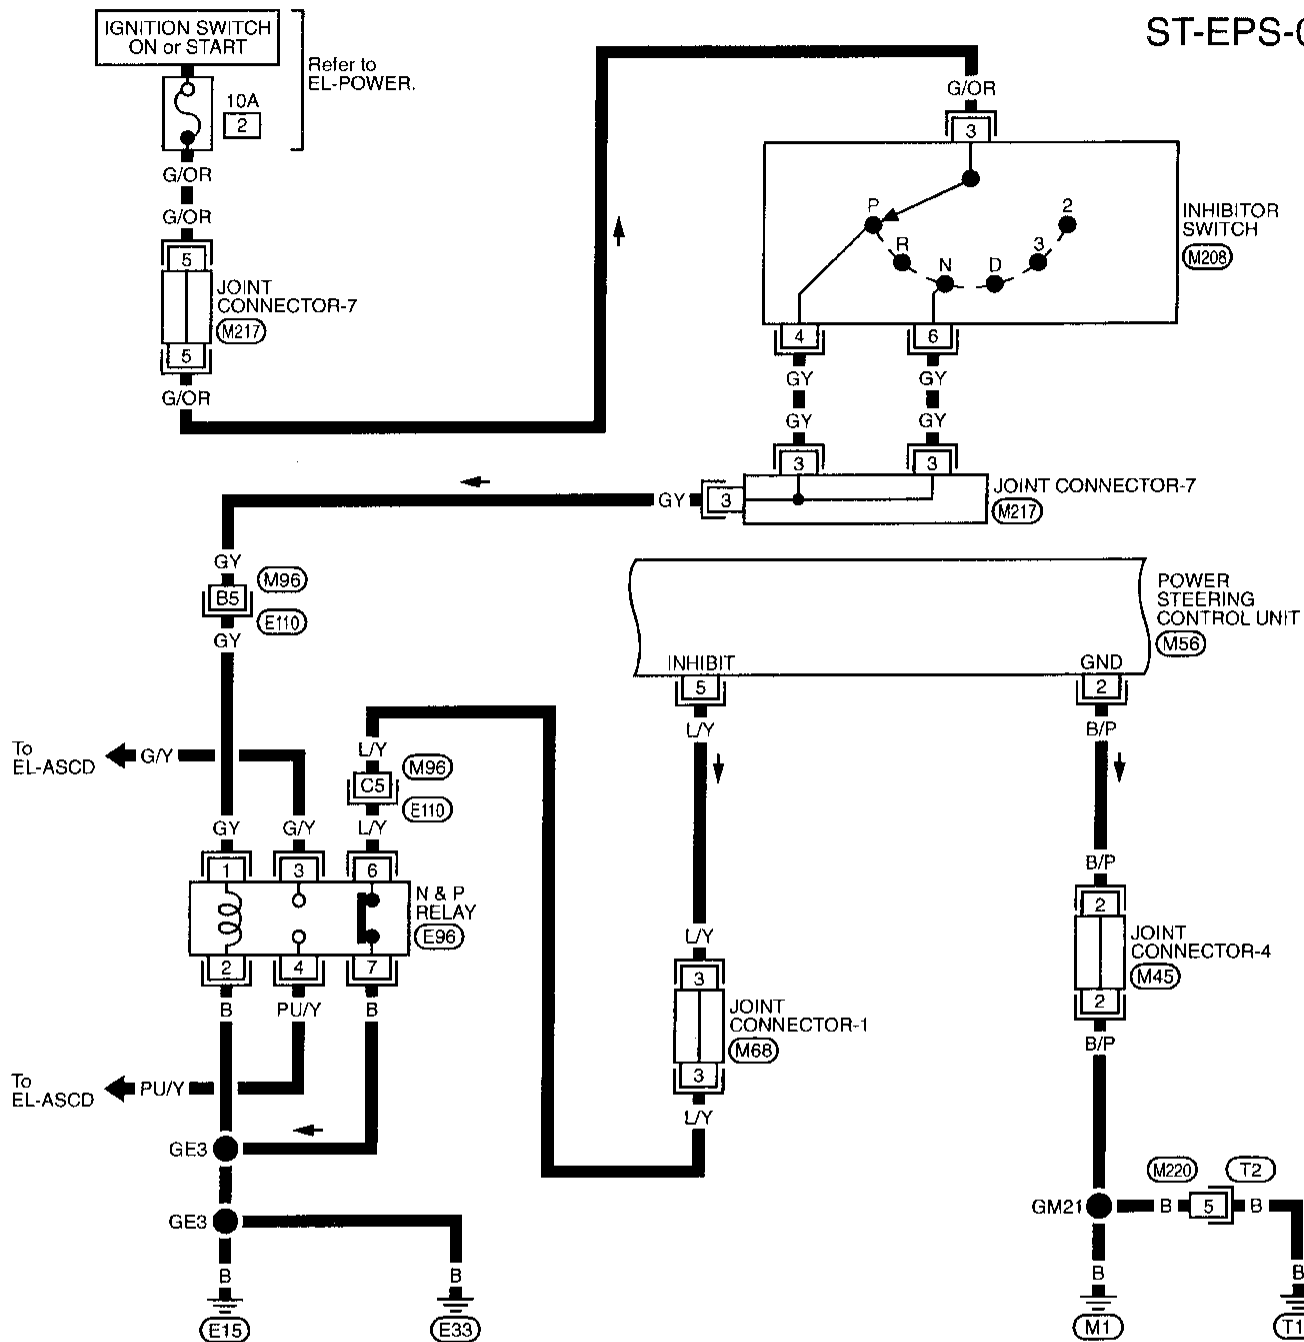 ST-EPS-0
IGNITION SWITCH
ON or START
Refer to
EL-POWER.
10A
2
G/OR
G/OR
5
JOINT
CONNECTOR-7
M217
5
G/OR
G/OR
3
P
R
N
D
3
2
INHIBITOR
SWITCH
M208
4
6
GY
GY
GY
GY
3
3
GY
3
JOINT CONNECTOR-7
M217
GY
B5
M96
E110
GY
POWER
STEERING
CONTROL UNIT
M56
INHIBIT
GND
5
2
L/Y
B/P
To
EL-ASCD
G/Y
L/Y
C5
M96
E110
GY
G/Y
L/Y
1
3
6
N & P
RELAY
E96
2
4
7
B
PU/Y
B
To
EL-ASCD
PU/Y
GE3
GE3
B
B
E15
E33
L/Y
3
JOINT
CONNECTOR-1
M68
3
L/Y
B/P
2
JOINT
CONNECTOR-4
M45
2
B/P
M220
T2
GM21
B
5
B
B
B
M1
T1